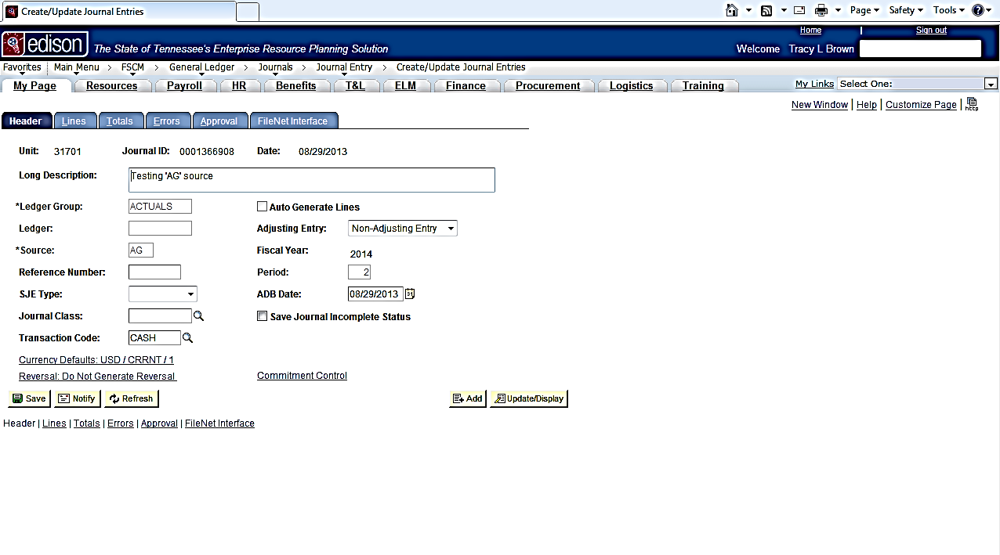 Create/Update Journal Entries
Page Safety Tools
Home Sign out
edison The State of Tennessee's Enterprise Resource Planning Solution Welcome Tracy L Brown
Favorites Main Menu > FSCM > General Ledger > Journals > Journal Entry > Create/Update Journal Entries
My Page Resources Payroll HR Benefits T&L ELM Finance Procurement Logistics Training My Links Select One:
New Window | Help | Customize Page | http
Header Lines Totals Errors Approval FileNet Interface
Unit: 31701 Journal ID: 0001366908 Date: 08/29/2013
Long Description: Testing 'AG' source
*Ledger Group: ACTUALS Auto Generate Lines
Ledger: Adjusting Entry: Non-Adjusting Entry
*Source: AG Fiscal Year: 2014
Reference Number: Period: 2
SJE Type: ADB Date: 08/29/2013 31
Journal Class: Save Journal Incomplete Status
Transaction Code: CASH
Currency Defaults: USD / CRRNT / 1
Reversal: Do Not Generate Reversal Commitment Control
Save Notify Refresh Add Update/Display
Header | Lines | Totals | Errors | Approval | FileNet Interface